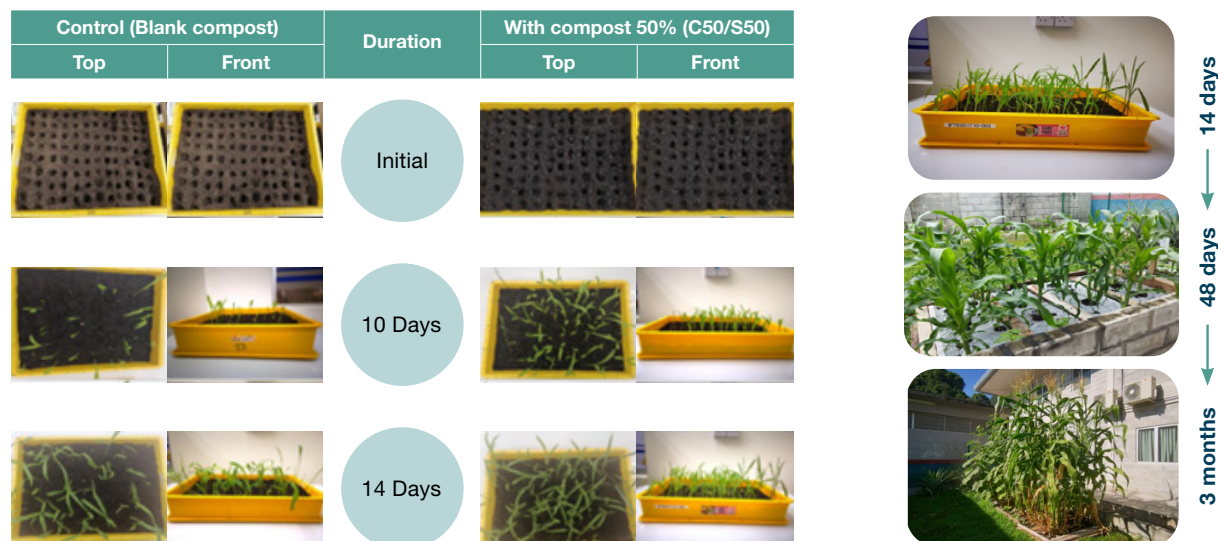 Control (Blank compost)
Duration
With compost 50% (C50/S50)
Top
Front
Top
Front
Initial
10 Days
14 Days
14 days
48 days
3 months